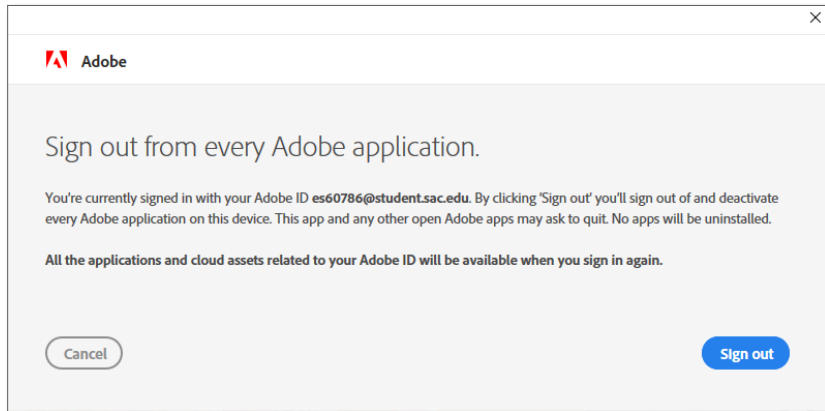 Adobe
Sign out from every Adobe application.
You're currently signed in with your Adobe ID es60786@student.sac.edu. By clicking 'Sign out' you'll sign out of and deactivate
every Adobe application on this device. This app and any other open Adobe apps may ask to quit. No apps will be uninstalled.
All the applications and cloud assets related to your Adobe ID will be available when you sign in again.
Cancel
Sign out